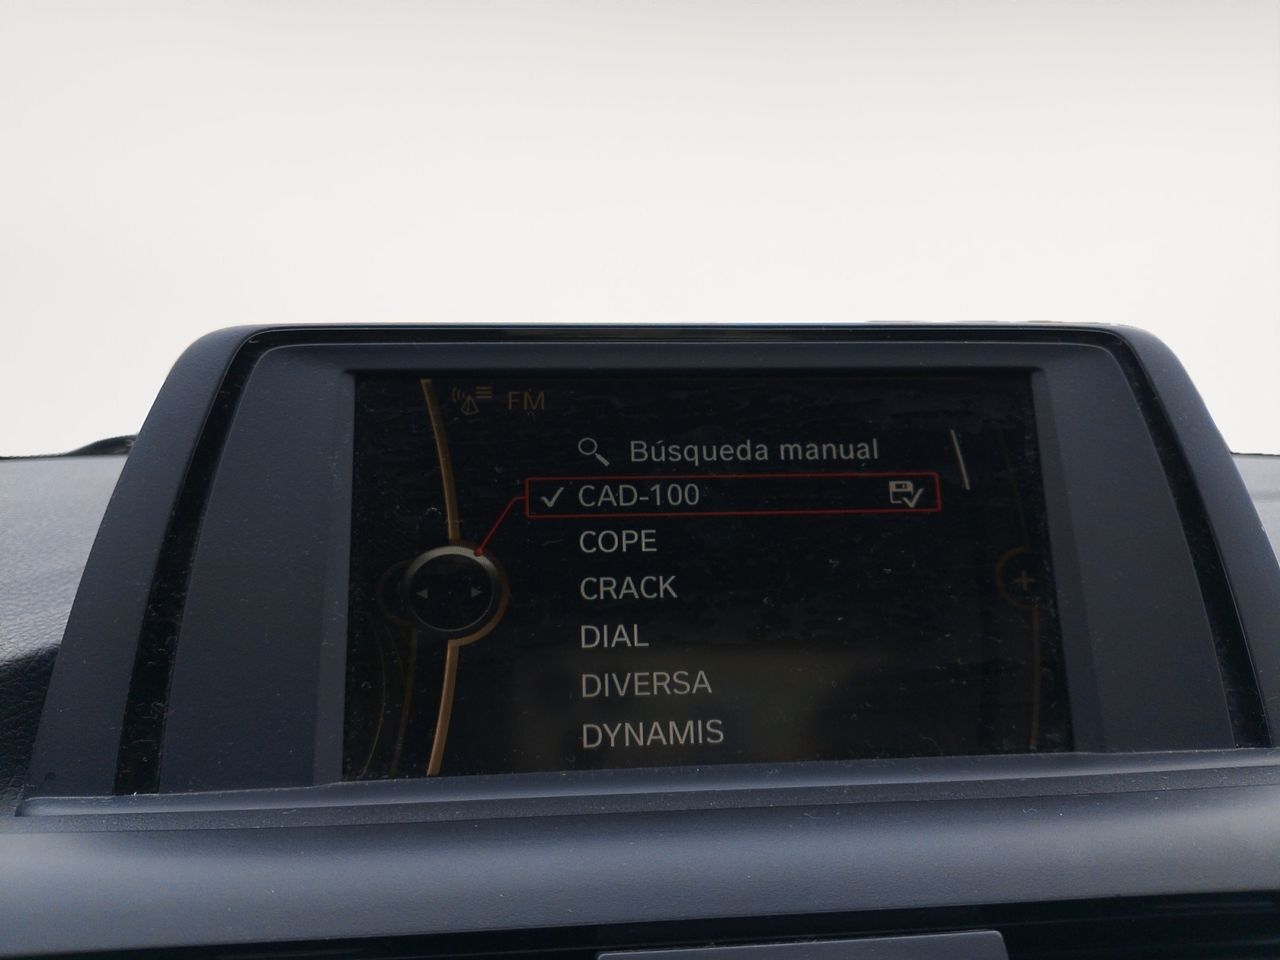 FM
Búsqueda manual
CAD-100
COPE
CRACK
DIAL
DIVERSA
DYNAMIS